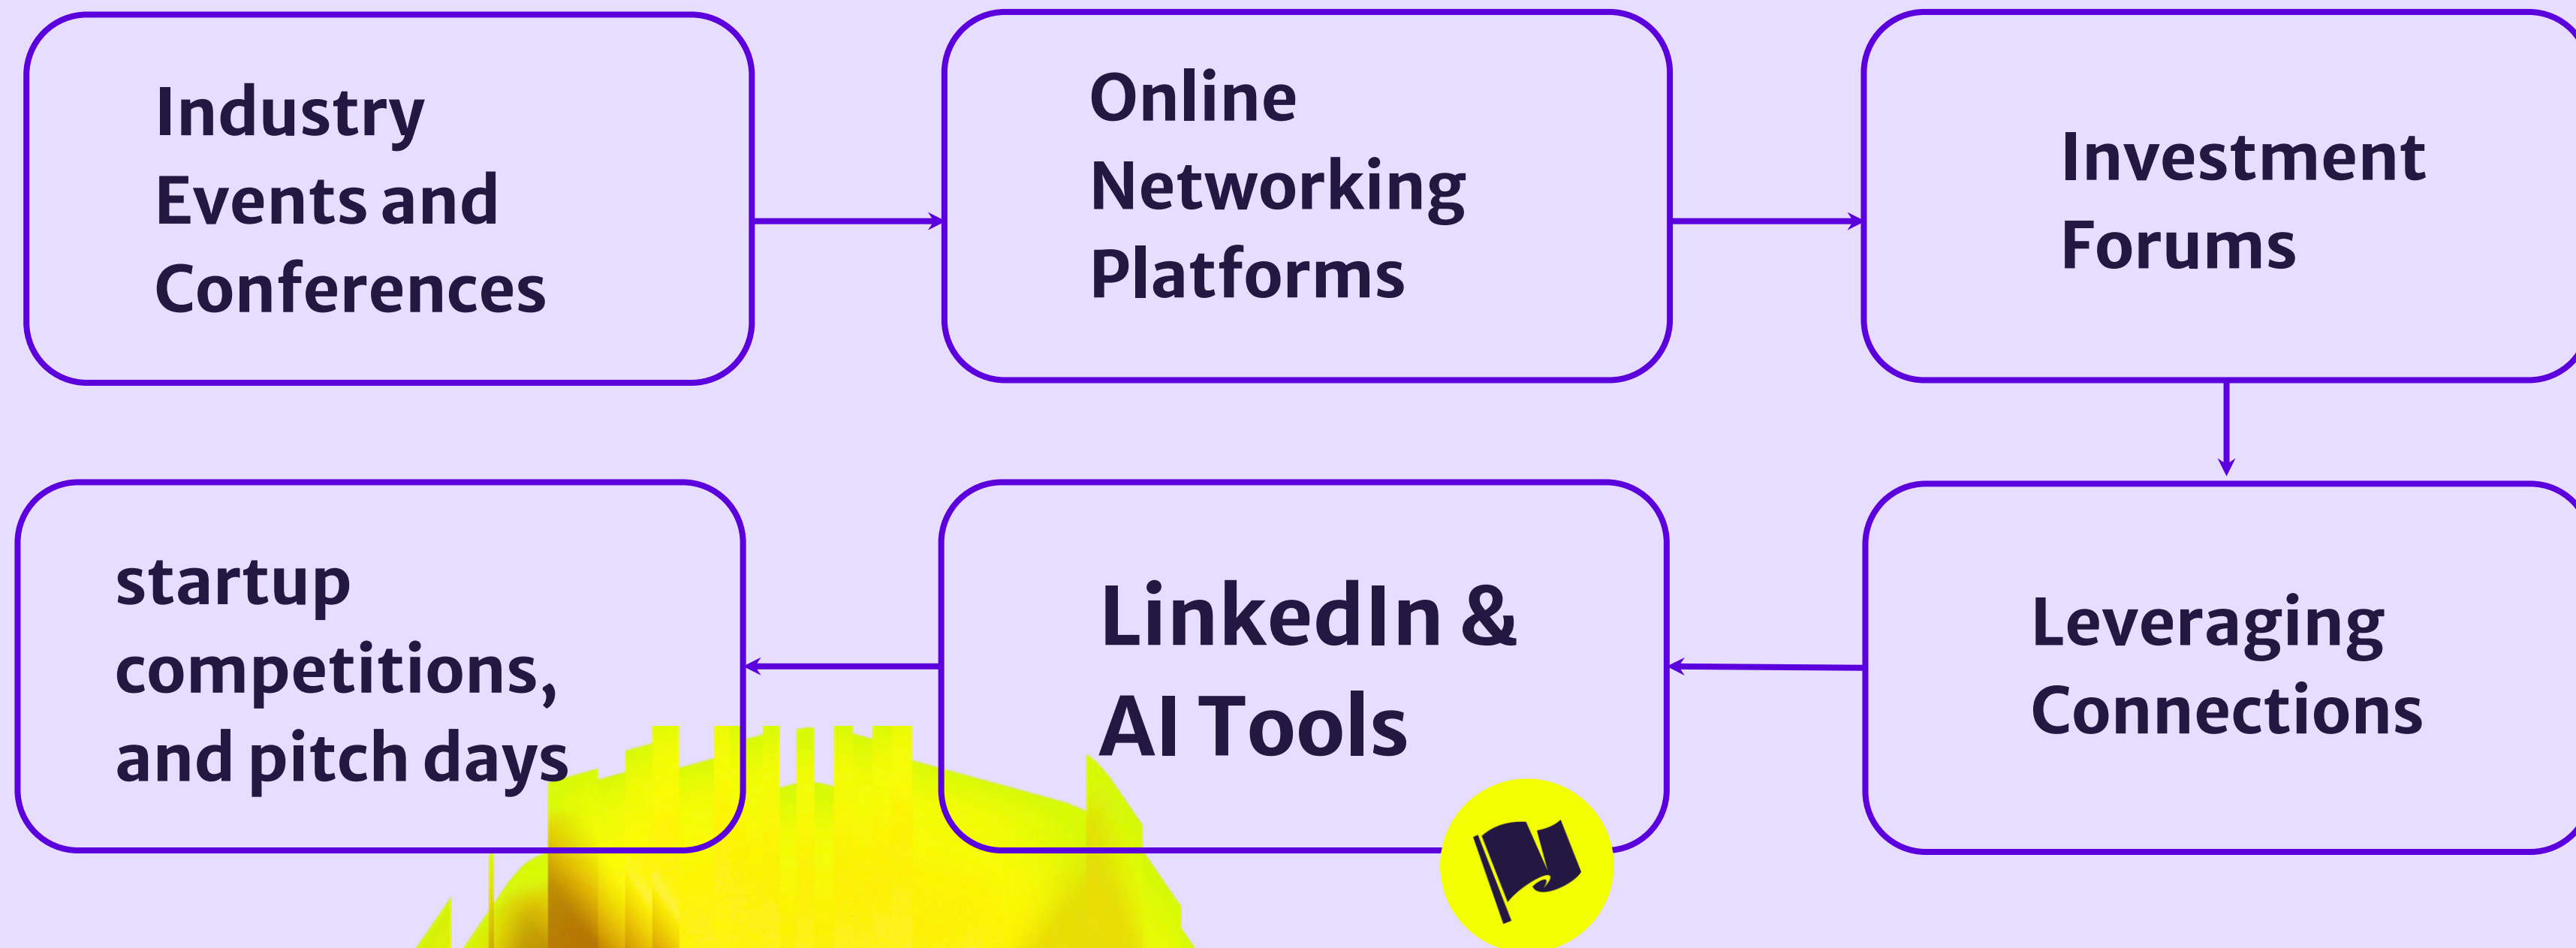 Industry
Events and
Conferences
Online
Networking
Platforms
Investment
Forums
Leveraging
Connections
LinkedIn &
AI Tools
startup
competitions,
and pitch days